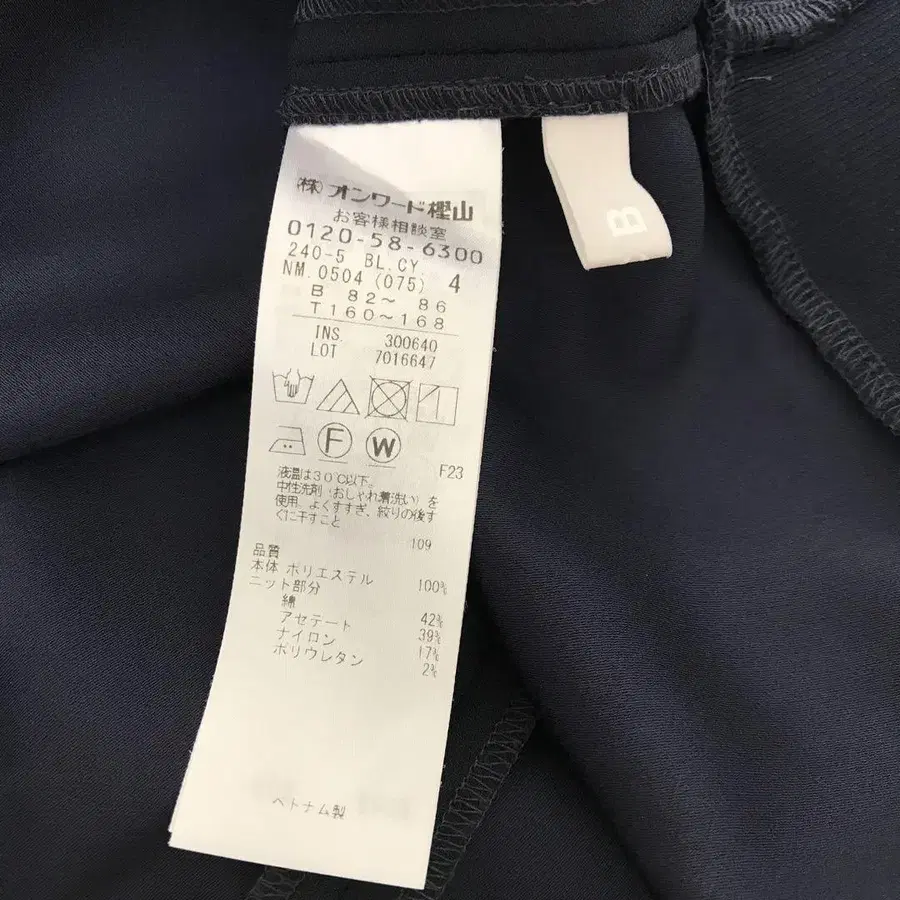 (株)オンワード樫山
お客様相談室
0120-58-6300
240-5 BL.CY.
NM.0504 (075) 4
B 82〜 86
T 160〜168
INS. 300640
LOT 7016647
F W
F23
液温は30℃以下。
中性洗剤(おしゃれ着洗い)を
使用。よくすすぎ、絞りの後す
ぐに干すこと
109
品質
本体 ポリエステル 100%
ニット部分
綿 42%
アセテート 39%
ナイロン 17%
ポリウレタン 2%
ベトナム製
B